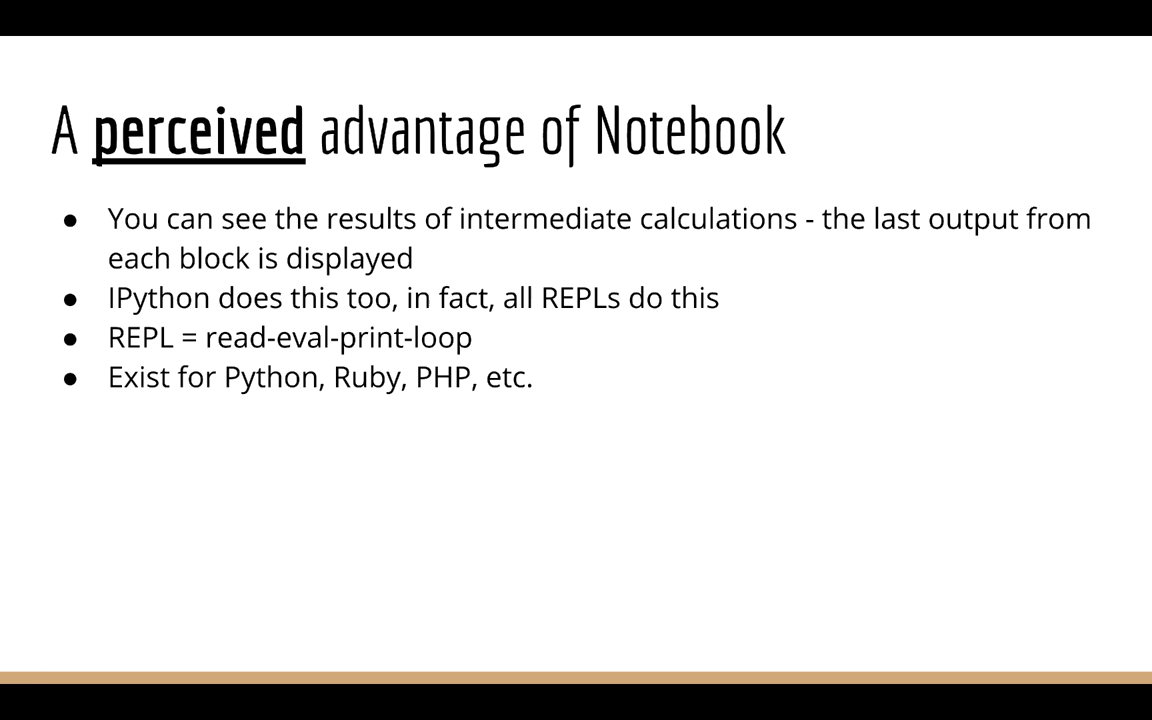 A perceived advantage of Notebook
● You can see the results of intermediate calculations - the last output from
each block is displayed
● IPython does this too, in fact, all REPLs do this
● REPL = read-eval-print-loop
● Exist for Python, Ruby, PHP, etc.